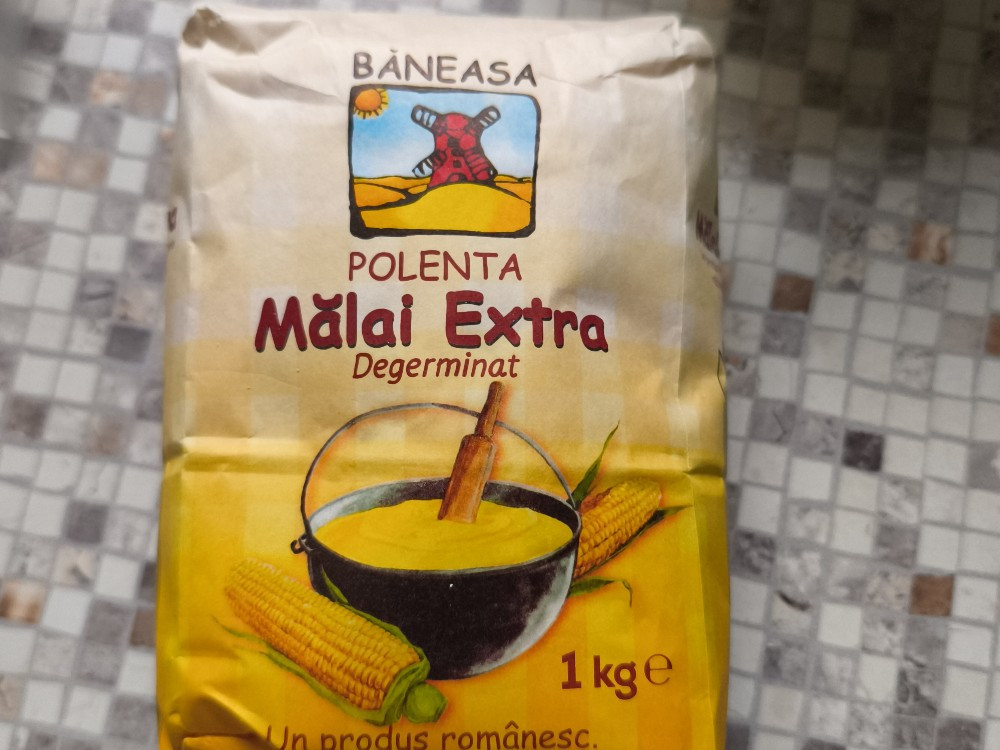 BĂNEASA
POLENTA
Mălai Extra
Degerminat
1 kg ℮
Un produs românesc.